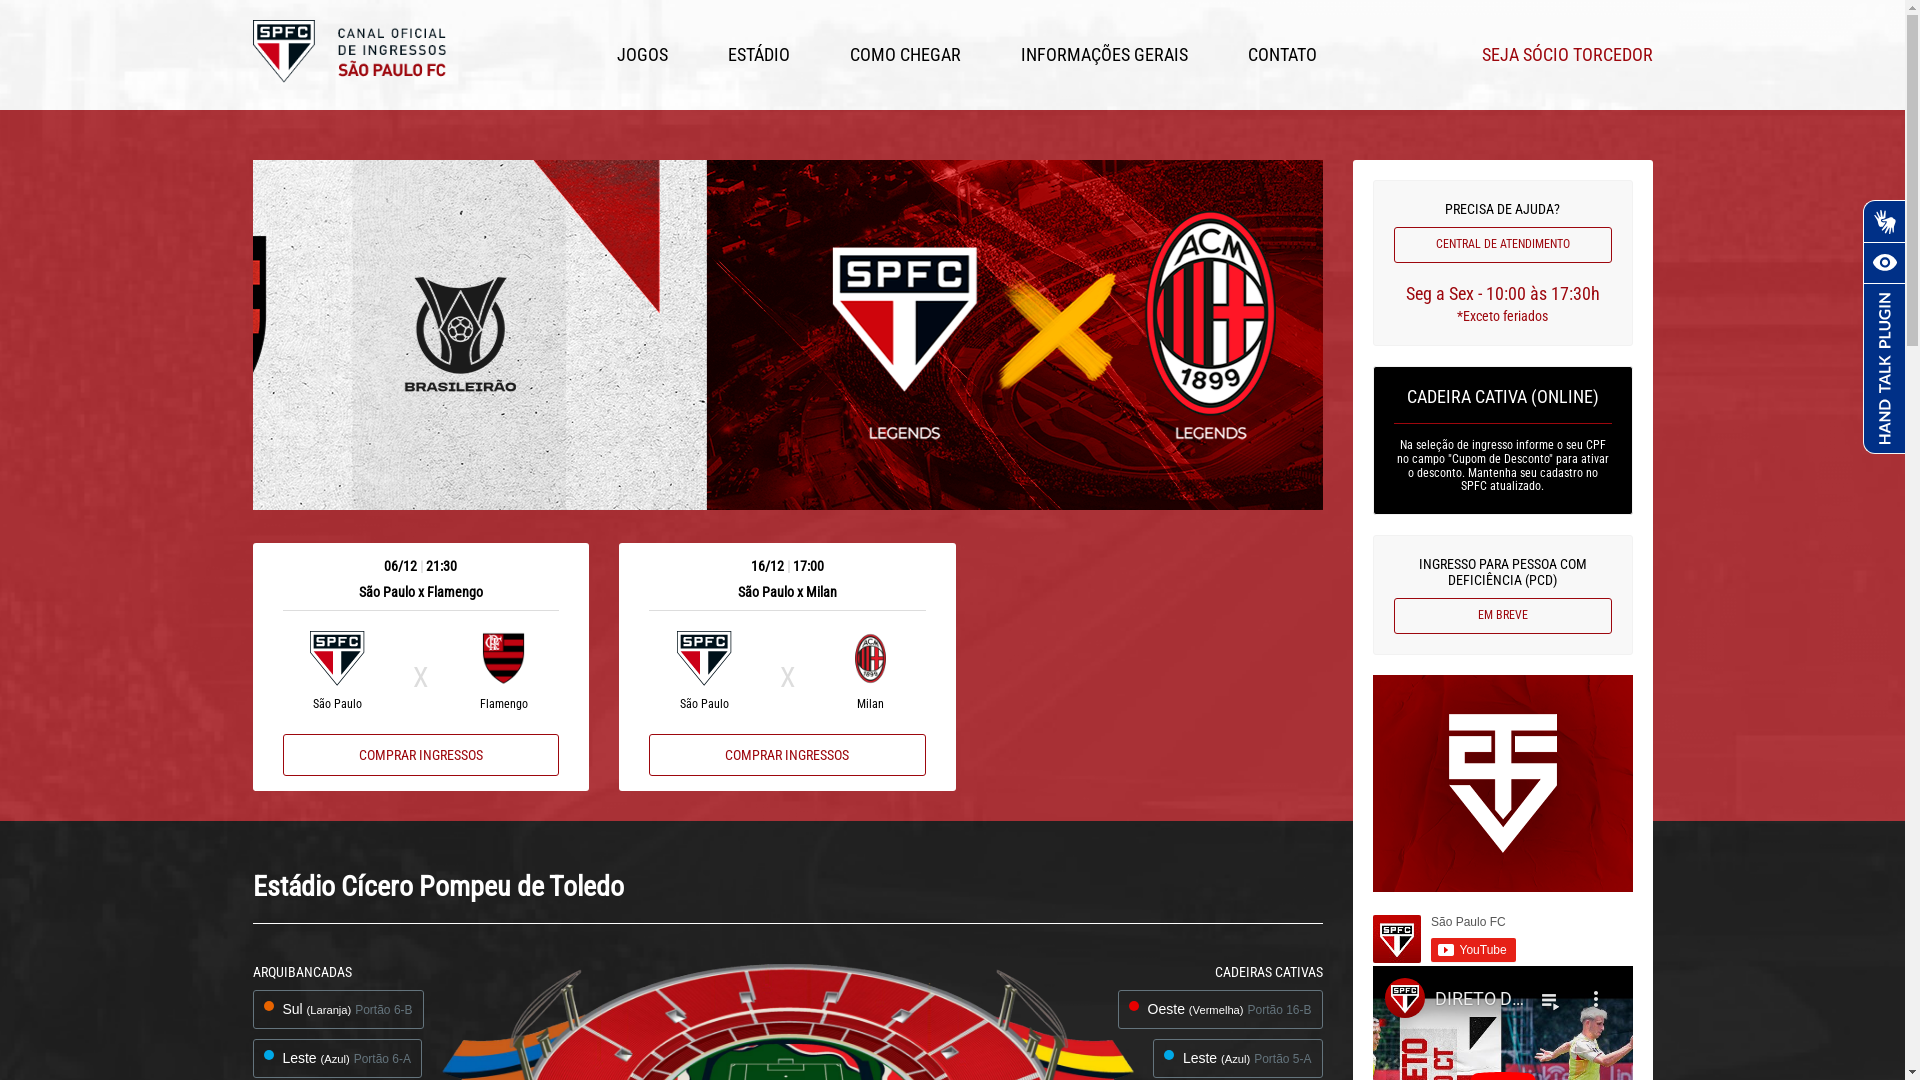 SPFC
CANAL OFICIAL
DE INGRESSOS
SÃO PAULO FC
JOGOS
ESTÁDIO
COMO CHEGAR
INFORMAÇÕES GERAIS
CONTATO
SEJA SÓCIO TORCEDOR
BRASILEIRÃO
SPFC
LEGENDS
ACM
1899
LEGENDS
06/12 | 21:30
São Paulo x Flamengo
SPFC
X
São Paulo
Flamengo
COMPRAR INGRESSOS
16/12 | 17:00
São Paulo x Milan
SPFC
X
ACM
São Paulo
Milan
COMPRAR INGRESSOS
PRECISA DE AJUDA?
CENTRAL DE ATENDIMENTO
Seg a Sex - 10:00 às 17:30h
*Exceto feriados
CADEIRA CATIVA (ONLINE)
Na seleção de ingresso informe o seu CPF
no campo "Cupom de Desconto" para ativar
o desconto. Mantenha seu cadastro no
SPFC atualizado.
INGRESSO PARA PESSOA COM
DEFICIÊNCIA (PCD)
EM BREVE
HAND TALK PLUGIN
Estádio Cícero Pompeu de Toledo
ARQUIBANCADAS
Sul (Laranja) Portão 6-B
Leste (Azul) Portão 6-A
CADEIRAS CATIVAS
Oeste (Vermelha) Portão 16-B
Leste (Azul) Portão 5-A
SPFC
São Paulo FC
YouTube
SPFC
DIRETO D...